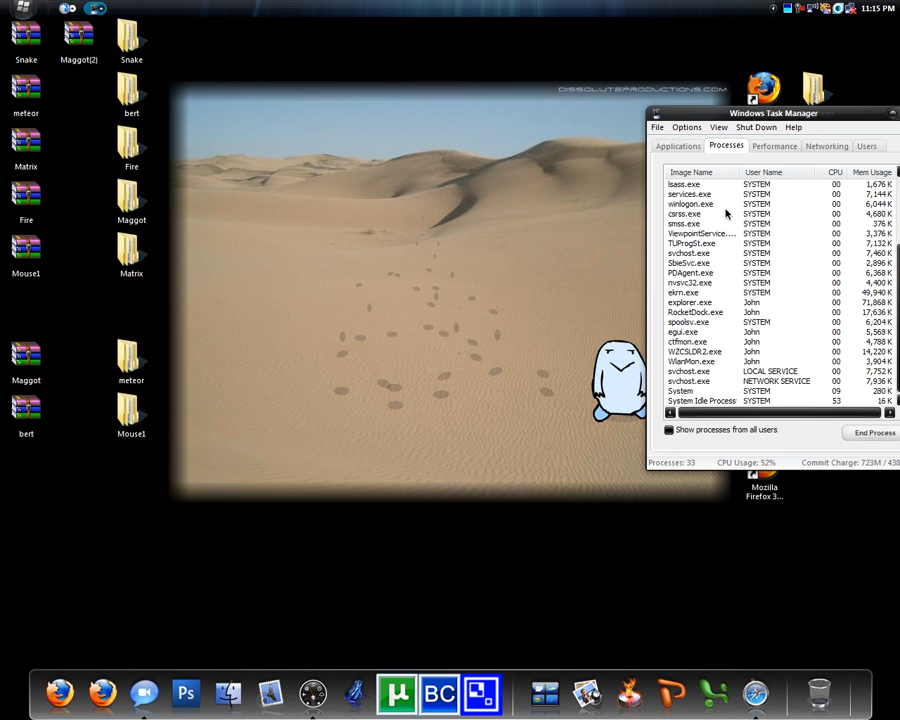 11:15 PM
Snake
Maggot(2)
Snake
meteor
bert
Matrix
Fire
Fire
Maggot
Mouse1
Matrix
Maggot
meteor
bert
Mouse1
DISSOLUTEPRODUCTIONS.COM
Windows Task Manager
File Options View Shut Down Help
Applications Processes Performance Networking Users
Image Name User Name CPU Mem Usage
lsass.exe SYSTEM 00 1,676 K
services.exe SYSTEM 00 7,144 K
winlogon.exe SYSTEM 00 6,044 K
csrss.exe SYSTEM 00 4,680 K
smss.exe SYSTEM 00 376 K
ViewpointService.... SYSTEM 00 3,376 K
TUProgSt.exe SYSTEM 00 7,132 K
svchost.exe SYSTEM 00 7,460 K
SbieSvc.exe SYSTEM 00 2,896 K
PDAgent.exe SYSTEM 00 6,368 K
nvsvc32.exe SYSTEM 00 4,400 K
ekrn.exe SYSTEM 00 49,940 K
explorer.exe John 00 71,868 K
RocketDock.exe John 00 17,636 K
spoolsv.exe SYSTEM 00 6,204 K
egui.exe John 00 5,568 K
ctfmon.exe John 00 4,788 K
WZCSLDR2.exe John 00 14,220 K
WlanMon.exe John 00 3,904 K
svchost.exe LOCAL SERVICE 00 7,752 K
svchost.exe NETWORK SERVICE 00 7,936 K
System SYSTEM 09 280 K
System Idle Process SYSTEM 53 16 K
Show processes from all users
End Process
Processes: 33 CPU Usage: 52% Commit Charge: 723M / 438
Mozilla
Firefox 3...
Ps
µ
BC